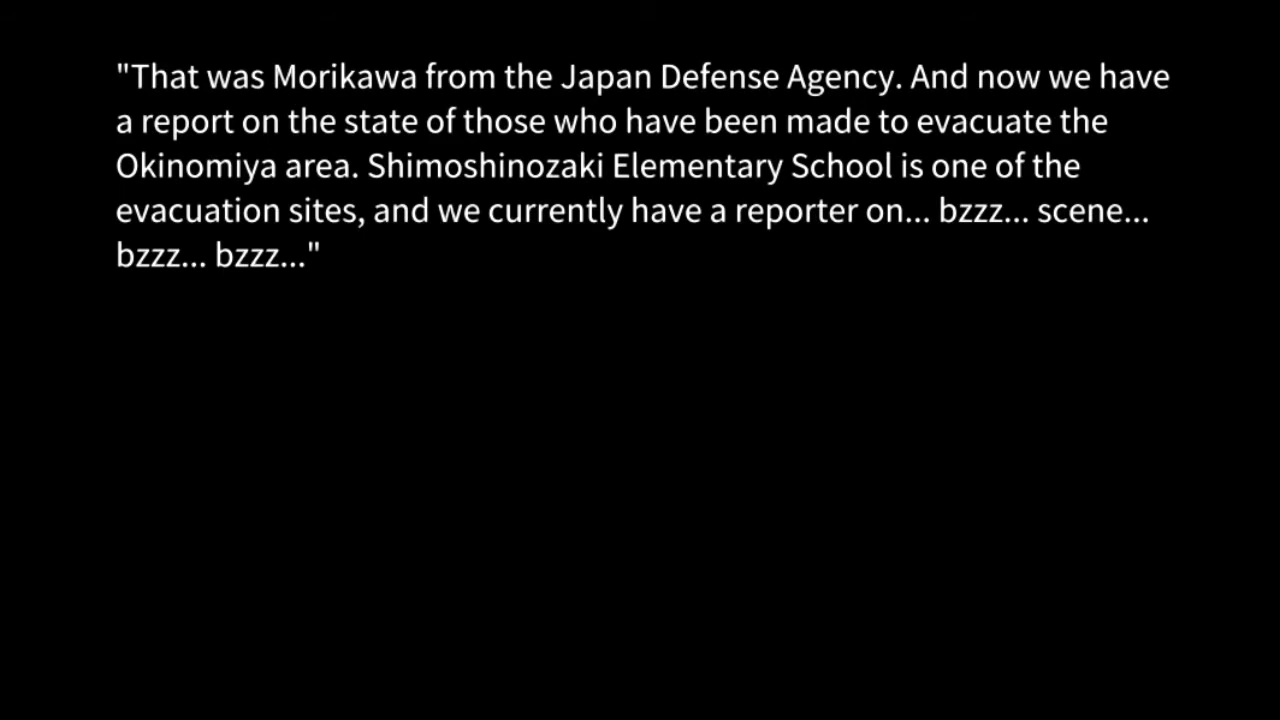 "That was Morikawa from the Japan Defense Agency. And now we have
a report on the state of those who have been made to evacuate the
Okinomiya area. Shimoshinozaki Elementary School is one of the
evacuation sites, and we currently have a reporter on... bzzz... scene...
bzzz... bzzz..."